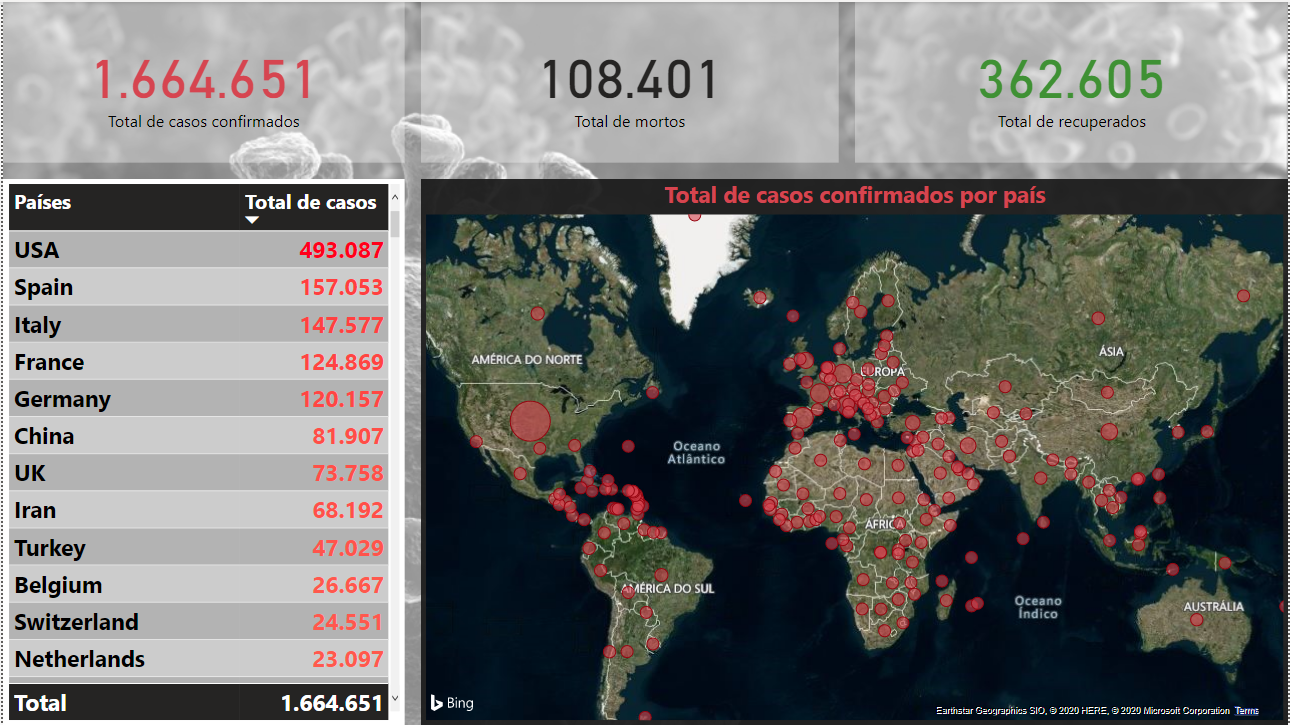 1.664.651
Total de casos confirmados
108.401
Total de mortos
362.605
Total de recuperados
Países Total de casos
USA 493.087
Spain 157.053
Italy 147.577
France 124.869
Germany 120.157
China 81.907
UK 73.758
Iran 68.192
Turkey 47.029
Belgium 26.667
Switzerland 24.551
Netherlands 23.097
Total 1.664.651
Total de casos confirmados por país
AMÉRICA DO NORTE
EUROPA
ÁSIA
Oceano
Atlântico
ÁFRICA
AMÉRICA DO SUL
Oceano
Índico
AUSTRÁLIA
Bing
Earthstar Geographics SIO, © 2020 HERE, © 2020 Microsoft Corporation Terms